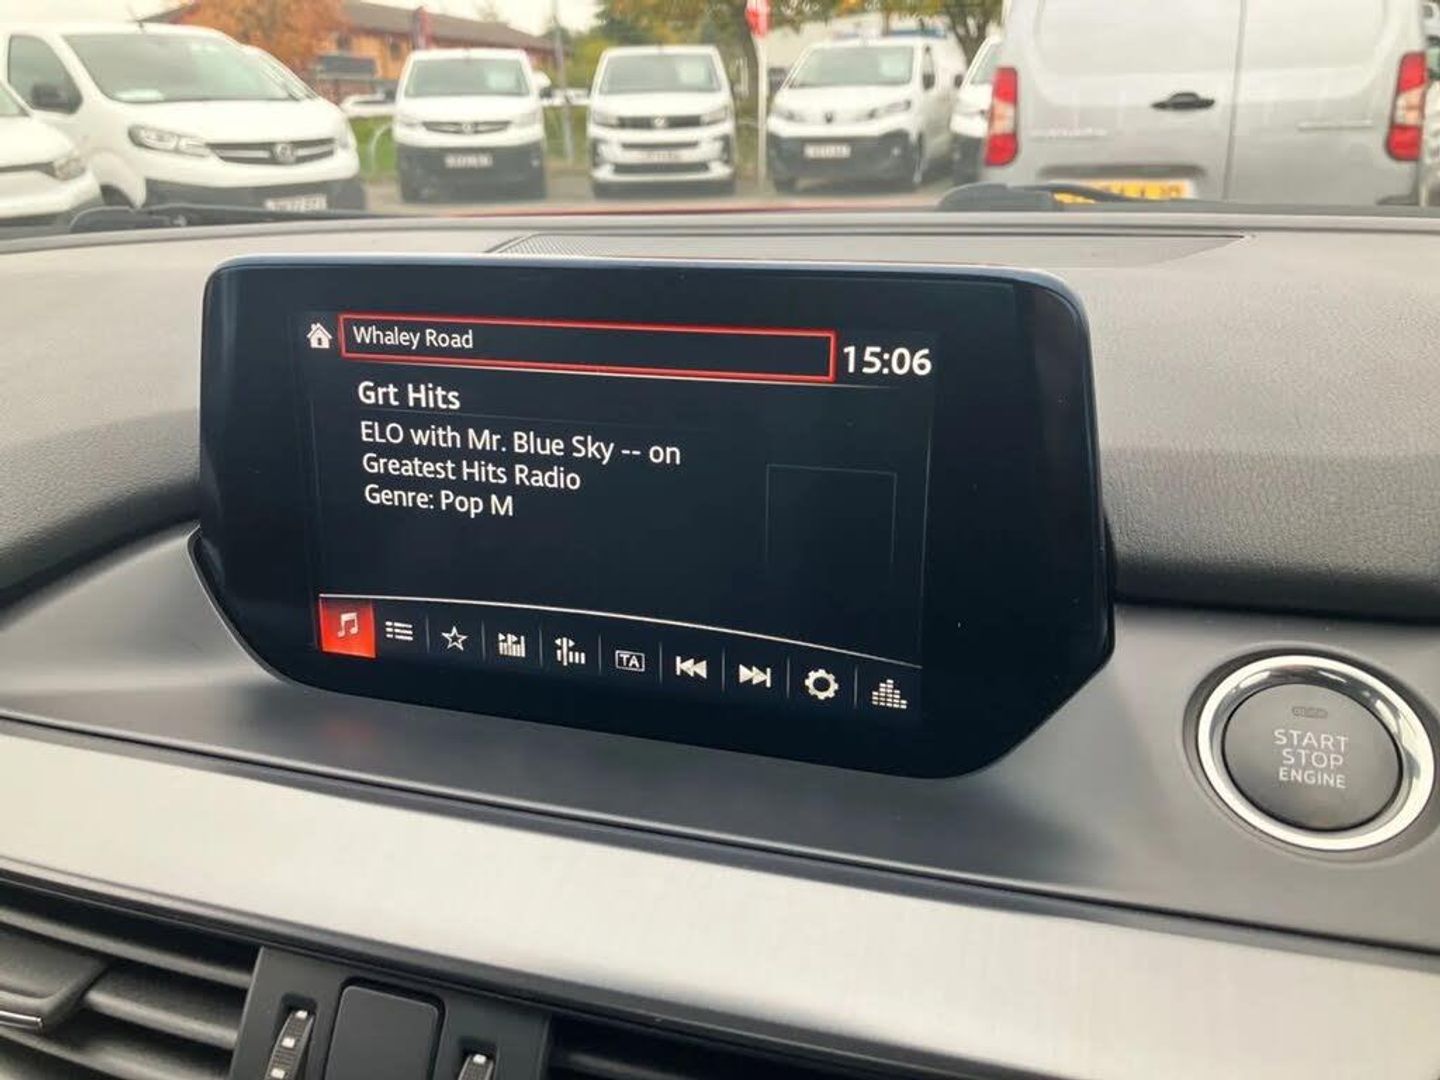 Whaley Road
15:06
Grt Hits
ELO with Mr. Blue Sky -- on
Greatest Hits Radio
Genre: Pop M
TA
START
STOP
ENGINE